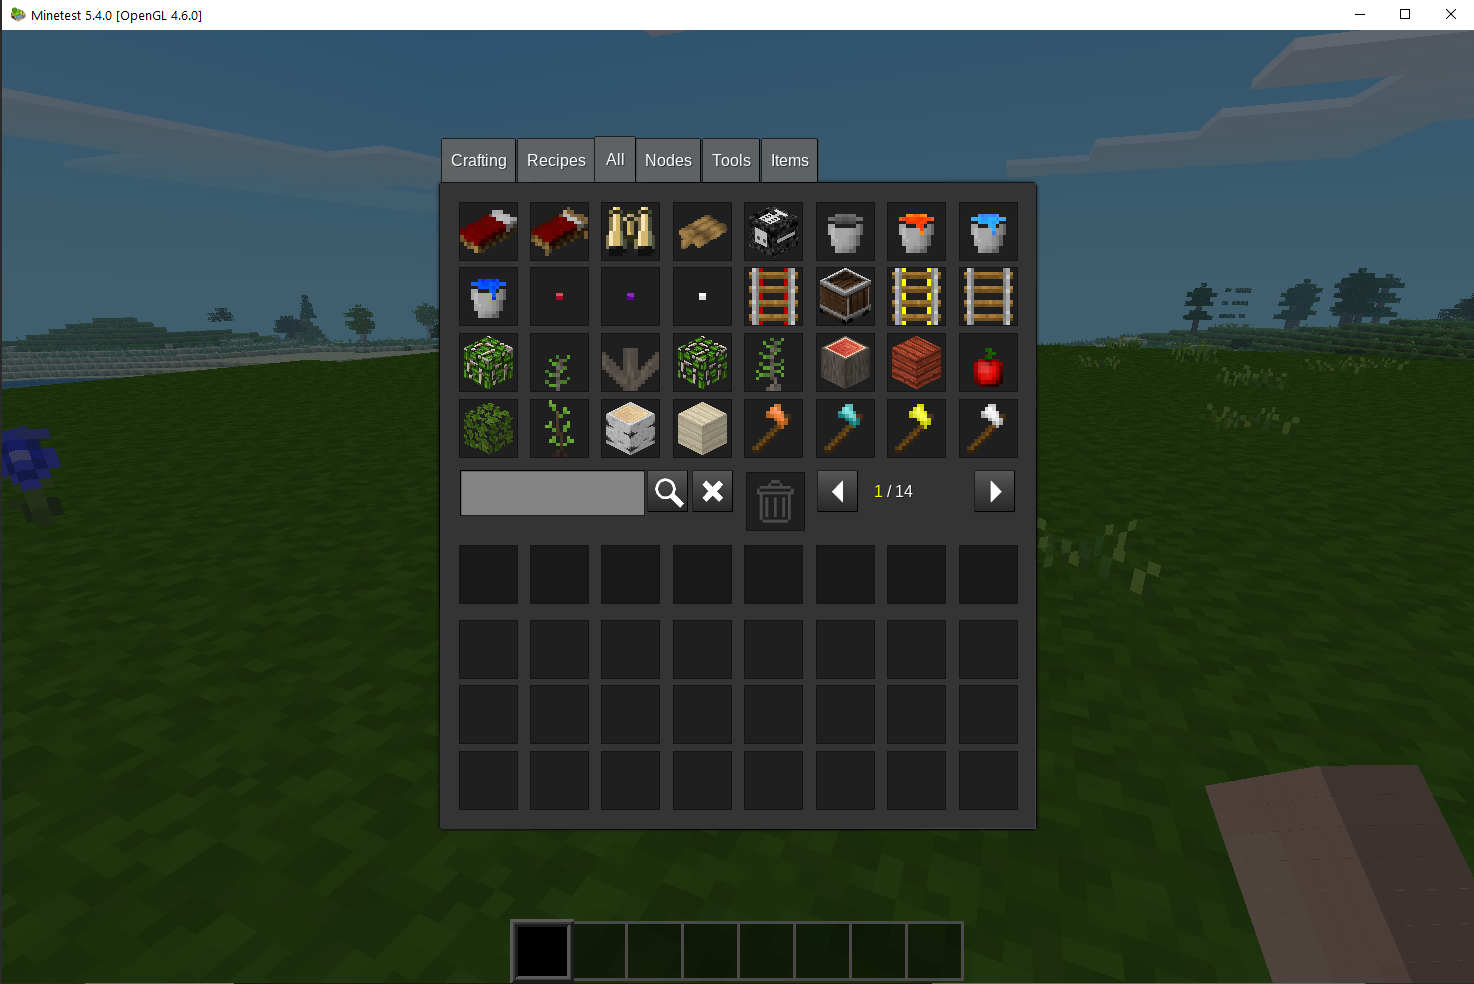 Minetest 5.4.0 [OpenGL 4.6.0]
Crafting Recipes All Nodes Tools Items
1 / 14